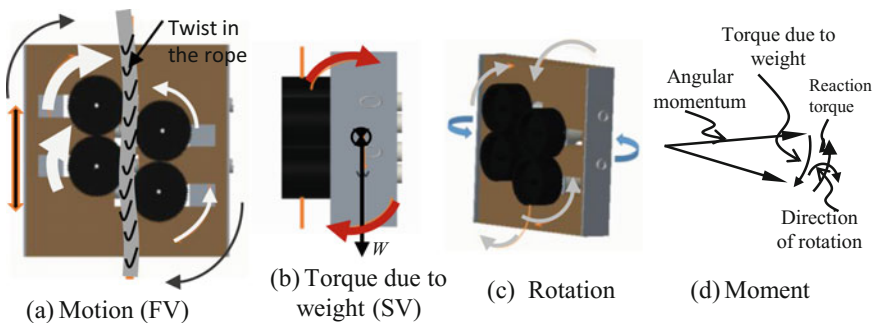 Twist in
the rope
(a) Motion (FV)
W
(b) Torque due to
weight (SV)
(c) Rotation
Torque due to
weight
Angular
momentum
Reaction
torque
Direction
of rotation
(d) Moment